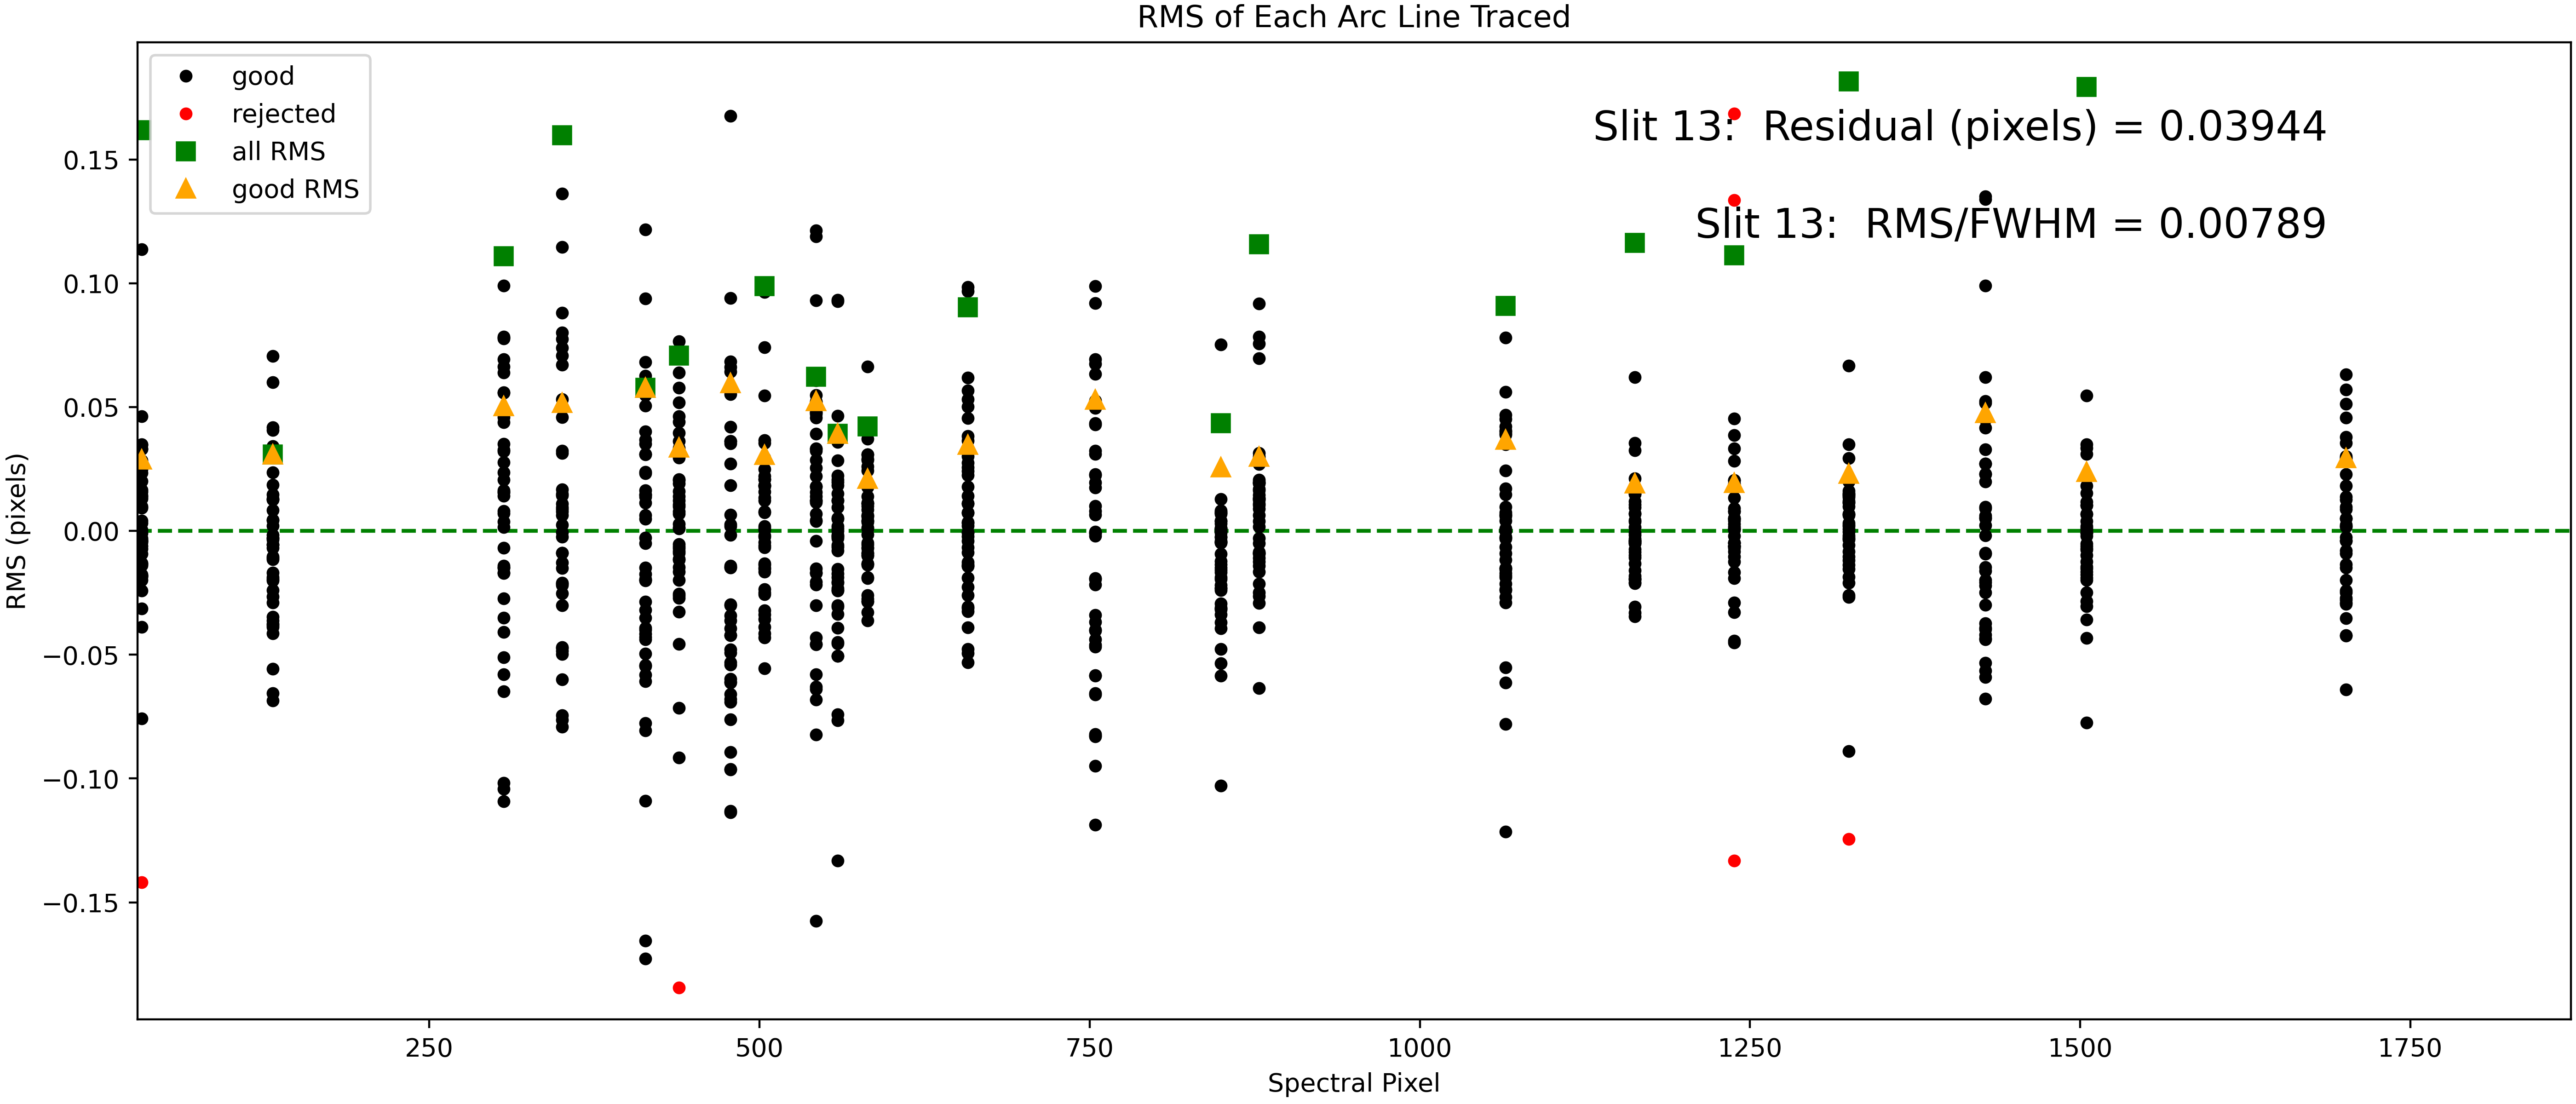 RMS of Each Arc Line Traced
good
rejected
all RMS
good RMS
Slit 13:  Residual (pixels) = 0.03944
Slit 13:  RMS/FWHM = 0.00789
0.15
0.10
0.05
0.00
−0.05
−0.10
−0.15
RMS (pixels)
250 500 750 1000 1250 1500 1750
Spectral Pixel